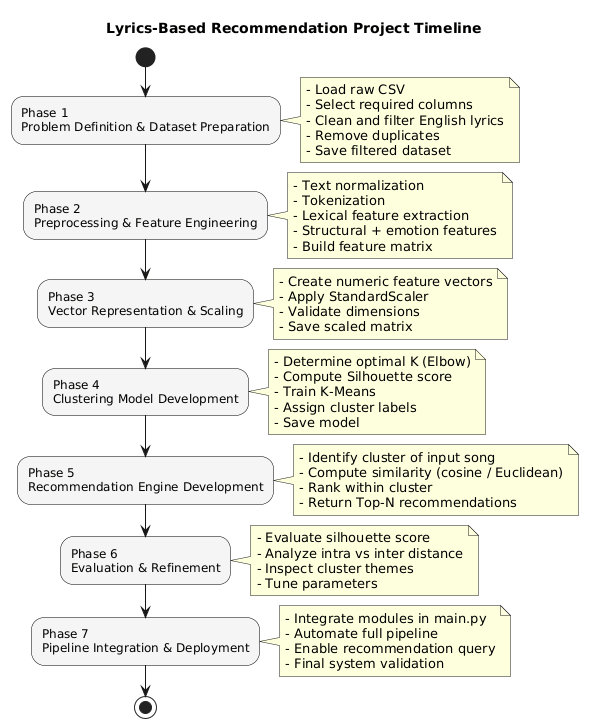 Lyrics-Based Recommendation Project Timeline
Phase 1
Problem Definition & Dataset Preparation
- Load raw CSV
- Select required columns
- Clean and filter English lyrics
- Remove duplicates
- Save filtered dataset
Phase 2
Preprocessing & Feature Engineering
- Text normalization
- Tokenization
- Lexical feature extraction
- Structural + emotion features
- Build feature matrix
Phase 3
Vector Representation & Scaling
- Create numeric feature vectors
- Apply StandardScaler
- Validate dimensions
- Save scaled matrix
Phase 4
Clustering Model Development
- Determine optimal K (Elbow)
- Compute Silhouette score
- Train K-Means
- Assign cluster labels
- Save model
Phase 5
Recommendation Engine Development
- Identify cluster of input song
- Compute similarity (cosine / Euclidean)
- Rank within cluster
- Return Top-N recommendations
Phase 6
Evaluation & Refinement
- Evaluate silhouette score
- Analyze intra vs inter distance
- Inspect cluster themes
- Tune parameters
Phase 7
Pipeline Integration & Deployment
- Integrate modules in main.py
- Automate full pipeline
- Enable recommendation query
- Final system validation